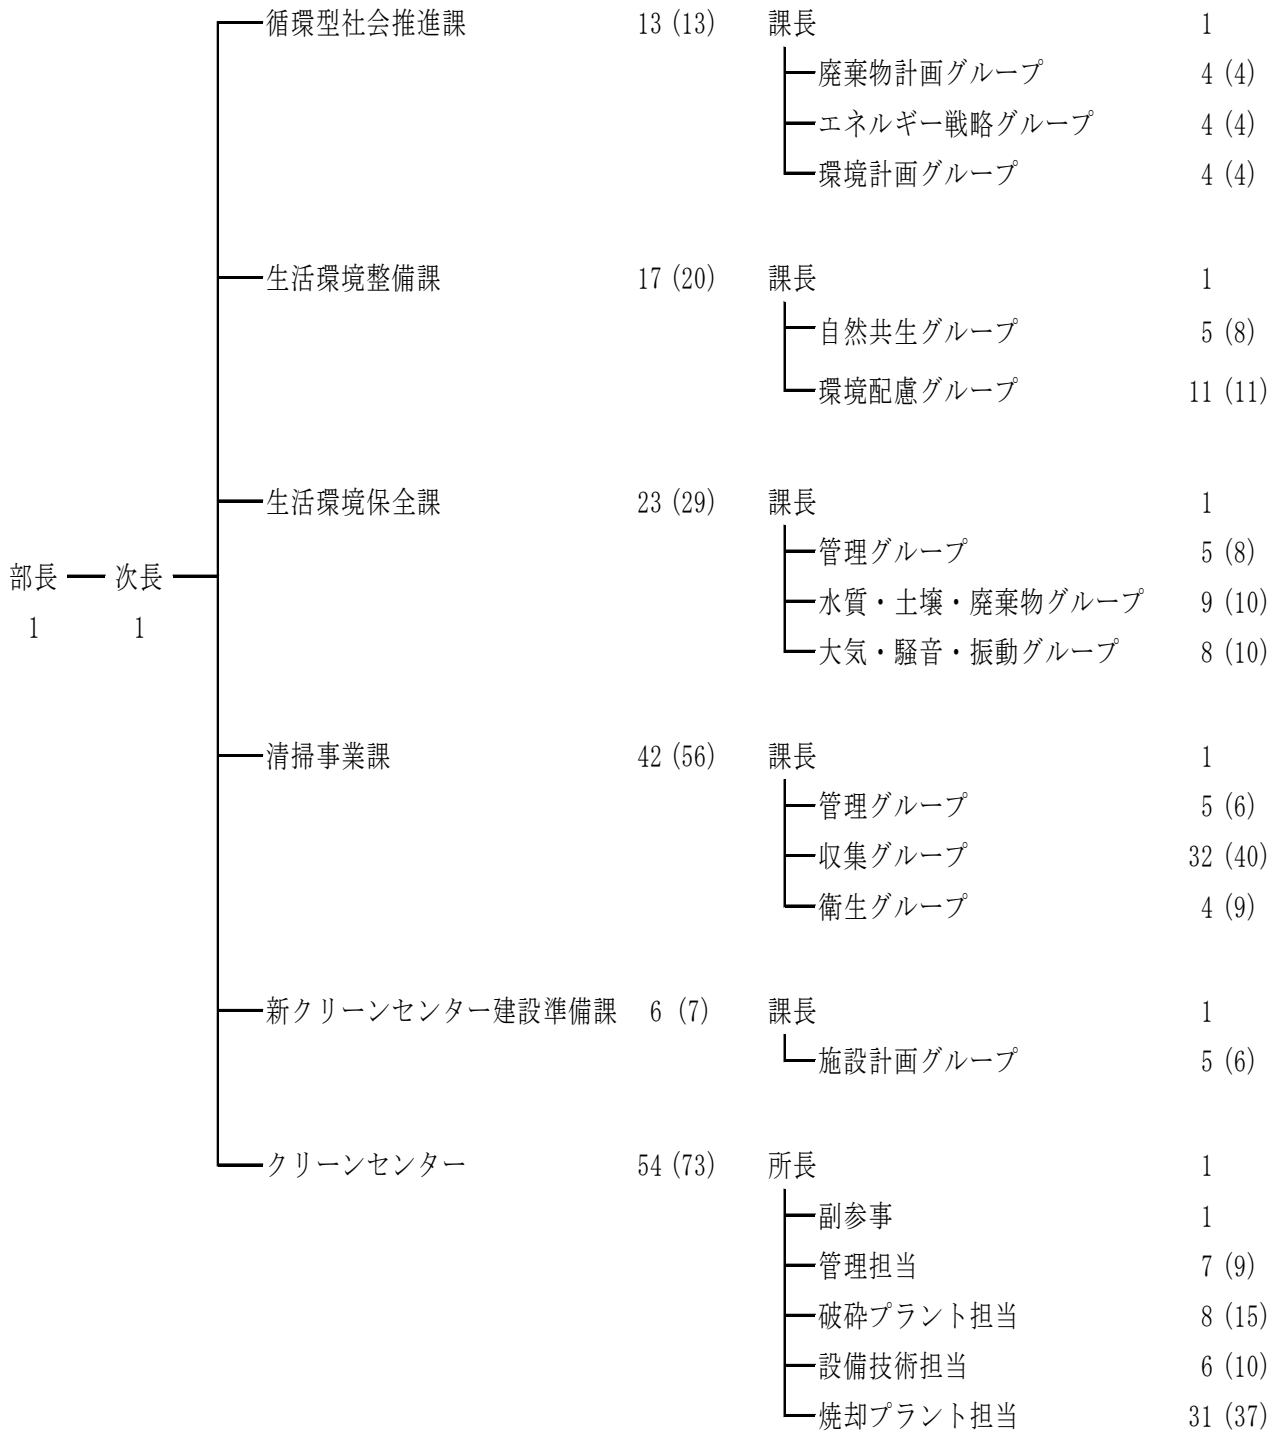 循環型社会推進課 13 (13) 課長 1
廃棄物計画グループ 4 (4)
エネルギー戦略グループ 4 (4)
環境計画グループ 4 (4)
生活環境整備課 17 (20) 課長 1
自然共生グループ 5 (8)
環境配慮グループ 11 (11)
生活環境保全課 23 (29) 課長 1
管理グループ 5 (8)
部長 次長
水質・土壌・廃棄物グループ 9 (10)
1 1
大気・騒音・振動グループ 8 (10)
清掃事業課 42 (56) 課長 1
管理グループ 5 (6)
収集グループ 32 (40)
衛生グループ 4 (9)
新クリーンセンター建設準備課 6 (7) 課長 1
施設計画グループ 5 (6)
クリーンセンター 54 (73) 所長 1
副参事 1
管理担当 7 (9)
破砕プラント担当 8 (15)
設備技術担当 6 (10)
焼却プラント担当 31 (37)